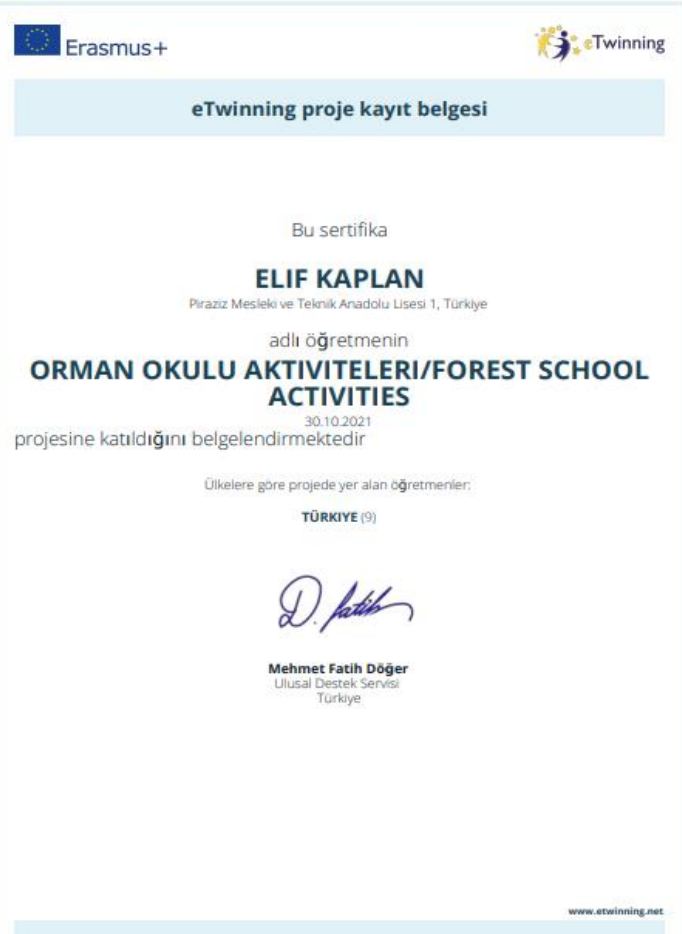 Erasmus+
eTwinning
eTwinning proje kayıt belgesi
Bu sertifika
ELIF KAPLAN
Piraziz Mesleki ve Teknik Anadolu Lisesi 1, Türkiye
adlı öğretmenin
ORMAN OKULU AKTIVITELERI/FOREST SCHOOL
ACTIVITIES
30.10.2021
projesine katıldığını belgelendirmektedir
Ülkelere göre projede yer alan öğretmenler:
TÜRKIYE (9)
D. fatih
Mehmet Fatih Döğer
Ulusal Destek Servisi
Türkiye
www.etwinning.net